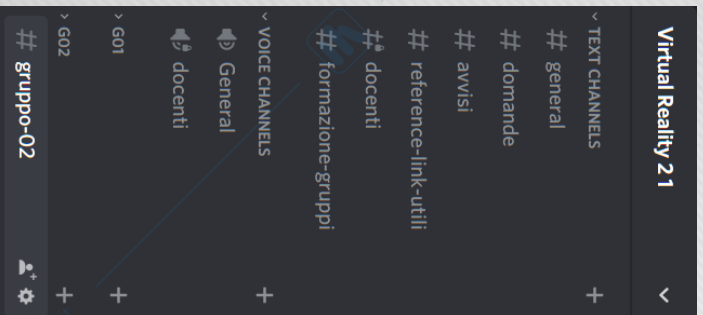 Virtual Reality 2 1
TEXT CHANNELS
# general
# domande
# avvisi
# reference-link-utili
# docenti
# formazione-gruppi
VOICE CHANNELS
General
docenti
G01
G02
# gruppo-02